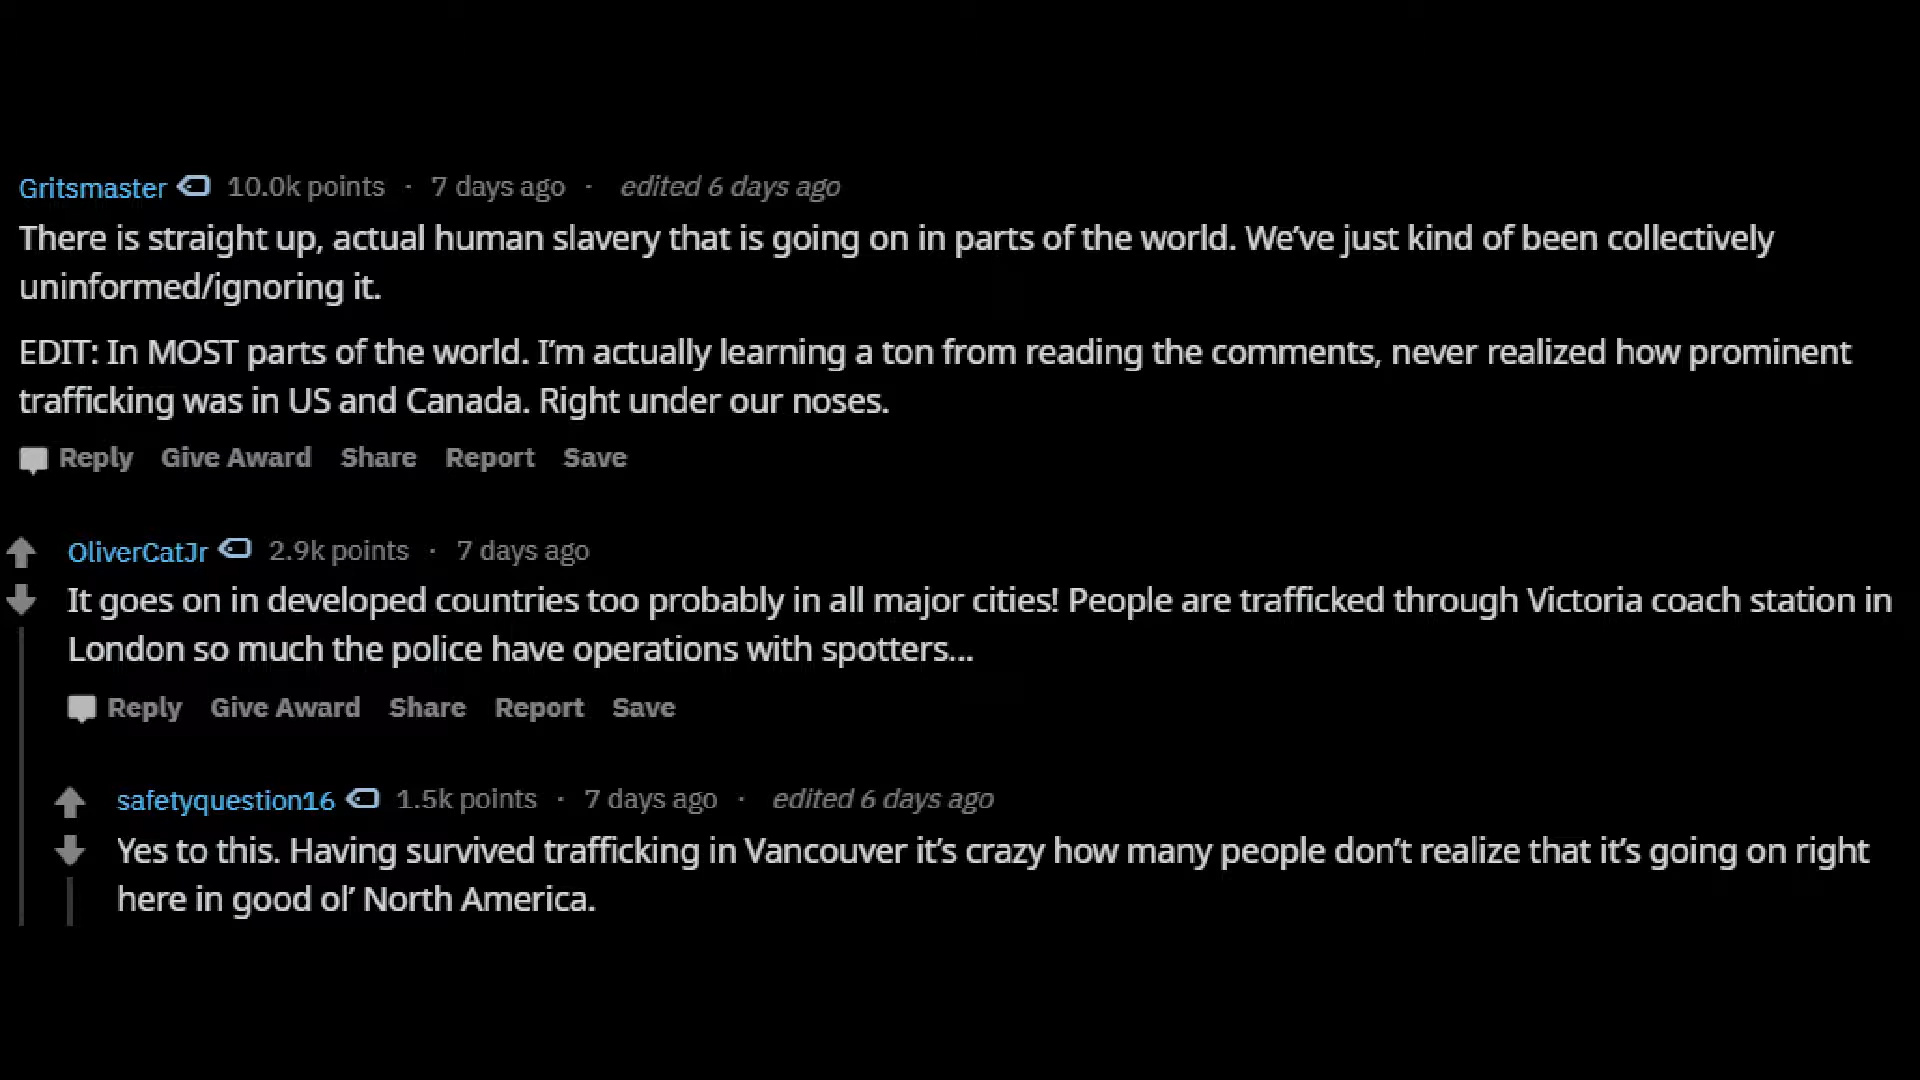 Gritsmaster 10.0k points · 7 days ago · edited 6 days ago
There is straight up, actual human slavery that is going on in parts of the world. We’ve just kind of been collectively
uninformed/ignoring it.
EDIT: In MOST parts of the world. I’m actually learning a ton from reading the comments, never realized how prominent
trafficking was in US and Canada. Right under our noses.
Reply Give Award Share Report Save
OliverCatJr 2.9k points · 7 days ago
It goes on in developed countries too probably in all major cities! People are trafficked through Victoria coach station in
London so much the police have operations with spotters...
Reply Give Award Share Report Save
safetyquestion16 1.5k points · 7 days ago · edited 6 days ago
Yes to this. Having survived trafficking in Vancouver it’s crazy how many people don’t realize that it’s going on right
here in good ol’ North America.